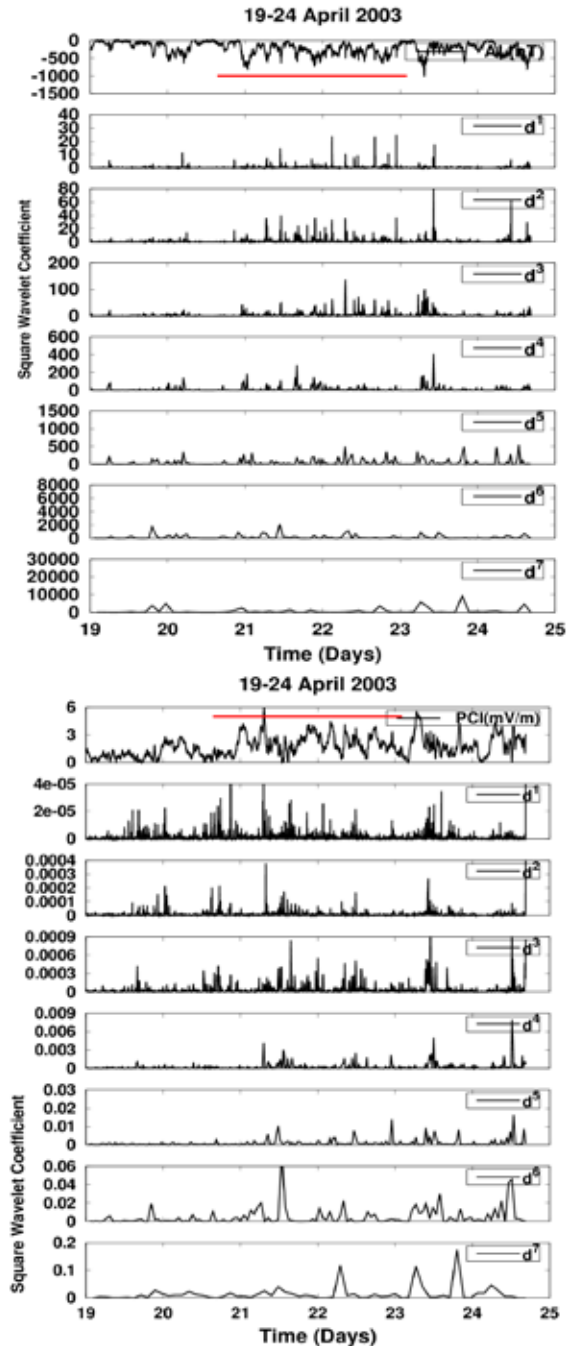 19-24 April 2003
0
-500
-1000
-1500
40
30
20
10
0
d1
80
60
40
20
0
d2
200
100
0
d3
600
400
200
0
d4
1500
1000
500
0
d5
8000
6000
4000
2000
0
d6
30000
20000
10000
0
d7
Square Wavelet Coefficient
19 20 21 22 23 24 25
Time (Days)
19-24 April 2003
6
3
0
PCI(mV/m)
4e-05
2e-05
0
d1
0.0004
0.0003
0.0002
0.0001
0
d2
0.0009
0.0006
0.0003
0
d3
0.009
0.006
0.003
0
d4
0.03
0.02
0.01
0
d5
0.06
0.04
0.02
0
d6
0.2
0.1
0
d7
Square Wavelet Coefficient
19 20 21 22 23 24 25
Time (Days)